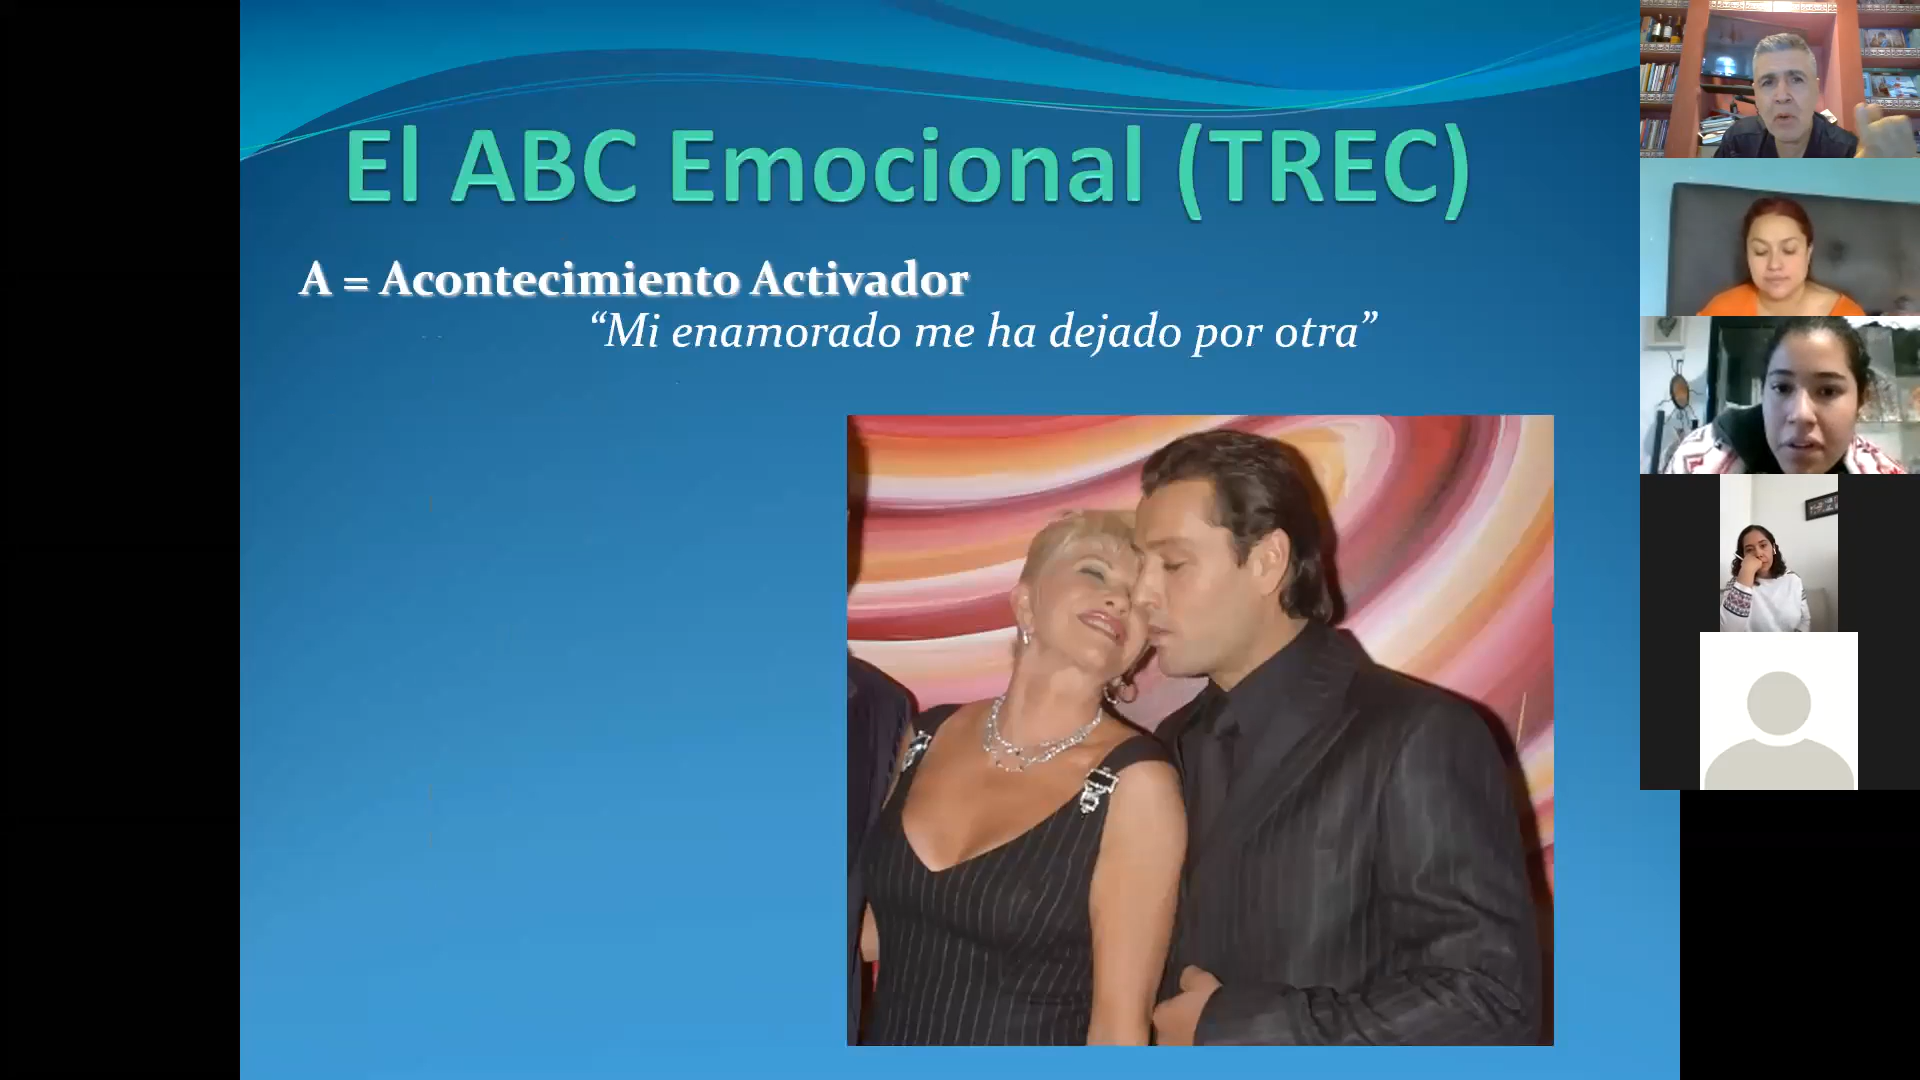 El ABC Emocional (TREC)
A = Acontecimiento Activador
“Mi enamorado me ha dejado por otra”